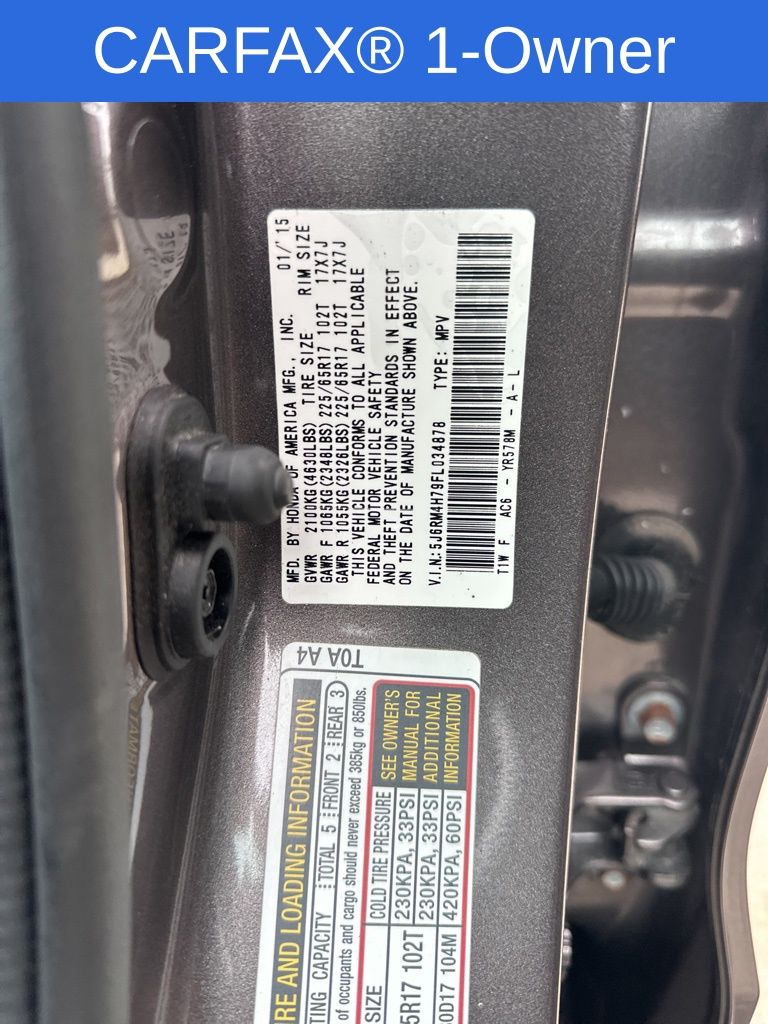 CARFAX® 1-Owner
MFD. BY HONDA OF AMERICA MFG., INC. 01/'15
GVWR 2100KG(4630LBS) TIRE SIZE RIM SIZE
GAWR F 1065KG(2348LBS) 225/65R17 102T 17X7J
GAWR R 1055KG(2326LBS) 225/65R17 102T 17X7J
THIS VEHICLE CONFORMS TO ALL APPLICABLE
FEDERAL MOTOR VEHICLE SAFETY
AND THEFT PREVENTION STANDARDS IN EFFECT
ON THE DATE OF MANUFACTURE SHOWN ABOVE.
V.I.N.: 5J6RM4H79FL034878 TYPE: MPV
T1W F AC6 - YR578M - A - L
T0A A4
AND LOADING INFORMATION
CAPACITY TOTAL 5 FRONT 2 REAR 3
of occupants and cargo should never exceed 385kg or 850lbs.
SIZE COLD TIRE PRESSURE
5R17 102T 230KPA, 33PSI
230KPA, 33PSI
0D17 104M 420KPA, 60PSI
SEE OWNER'S
MANUAL FOR
ADDITIONAL
INFORMATION